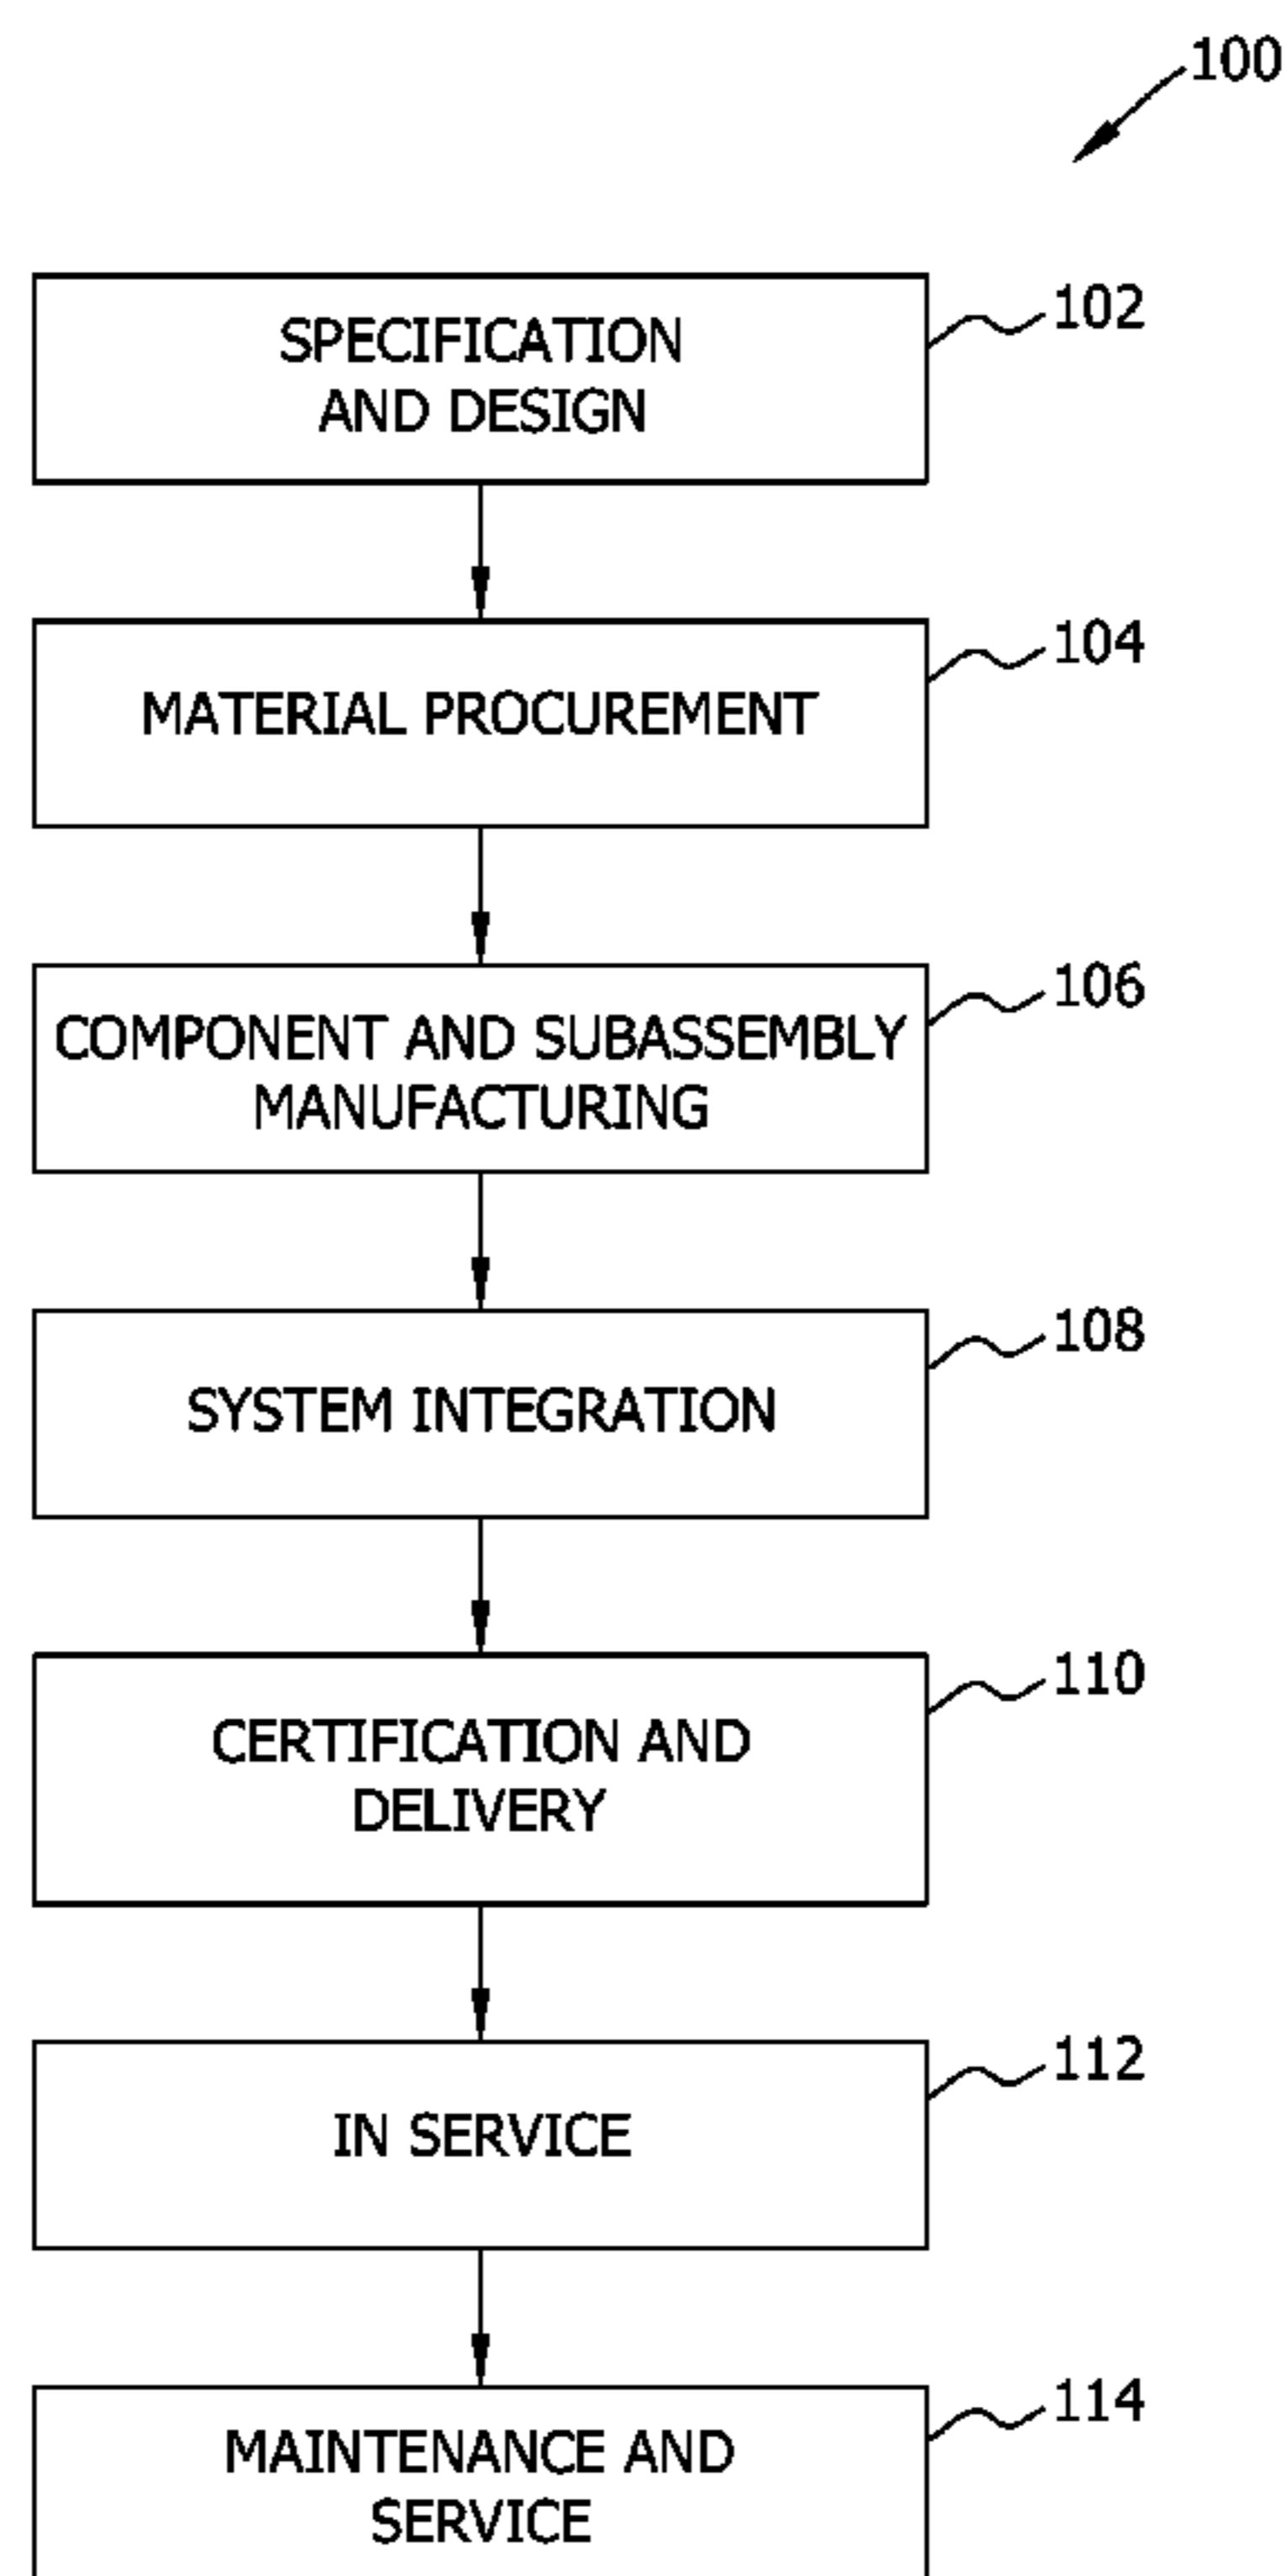 100
SPECIFICATION
AND DESIGN
102
MATERIAL PROCUREMENT
104
COMPONENT AND SUBASSEMBLY
MANUFACTURING
106
SYSTEM INTEGRATION
108
CERTIFICATION AND
DELIVERY
110
IN SERVICE
112
MAINTENANCE AND
SERVICE
114